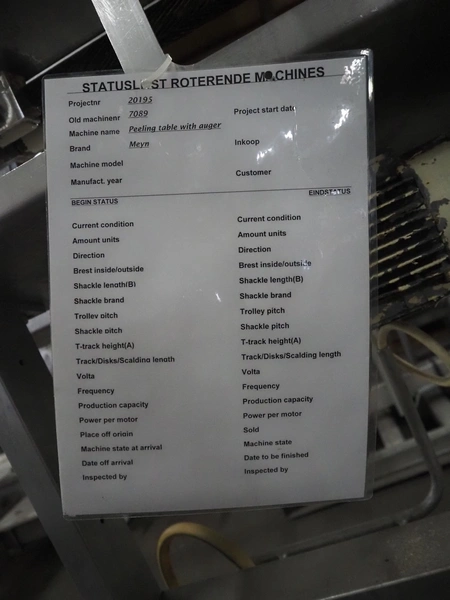 STATUSLIJST ROTERENDE MACHINES
Projectnr 20195
Old machinenr 7089 Project start date
Machine name Peeling table with auger
Brand Meyn Inkoop
Machine model
Manufact. year Customer
BEGIN STATUS EINDSTATUS
Current condition Current condition
Amount units Amount units
Direction Direction
Brest inside/outside Brest inside/outside
Shackle length(B) Shackle length(B)
Shackle brand Shackle brand
Trolley pitch Trolley pitch
Shackle pitch Shackle pitch
T-track height(A) T-track height(A)
Track/Disks/Scalding length Track/Disks/Scalding length
Volta Volta
Frequency Frequency
Production capacity Production capacity
Power per motor Power per motor
Place off origin Sold
Machine state at arrival Machine state
Date off arrival Date to be finished
Inspected by Inspected by